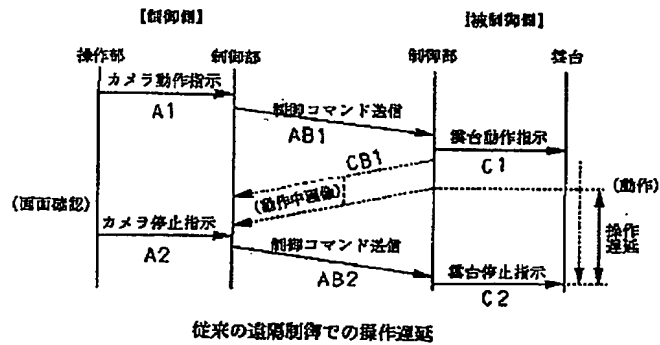 【制御側】
【被制御側】
操作部
制御部
制御部
雲台
カメラ動作指示
A1
制御コマンド送信
AB1
雲台動作指示
C1
CB1
(動作中画像)
(動作)
(画面確認)
カメラ停止指示
A2
制御コマンド送信
AB2
操作
遅延
雲台停止指示
C2
従来の遠隔制御での操作遅延